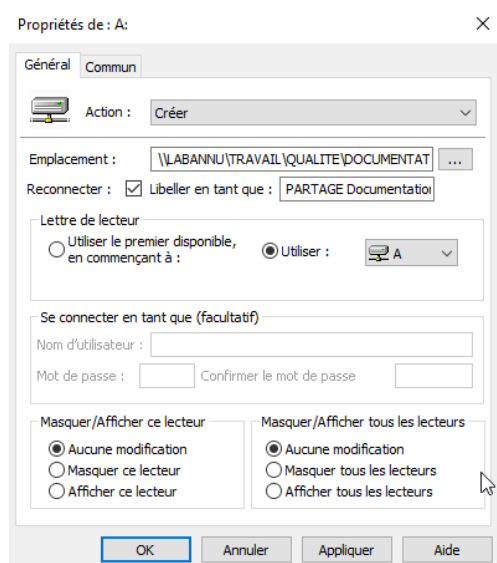 Propriétés de : A:
Général Commun
Action : Créer
Emplacement : \\LABANNU\TRAVAIL\QUALITE\DOCUMENTAT ...
Reconnecter : Libeller en tant que : PARTAGE Documentation
Lettre de lecteur
Utiliser le premier disponible,
en commençant à :
Utiliser : A
Se connecter en tant que (facultatif)
Nom d'utilisateur :
Mot de passe : Confirmer le mot de passe
Masquer/Afficher ce lecteur
Aucune modification
Masquer ce lecteur
Afficher ce lecteur
Masquer/Afficher tous les lecteurs
Aucune modification
Masquer tous les lecteurs
Afficher tous les lecteurs
OK Annuler Appliquer Aide